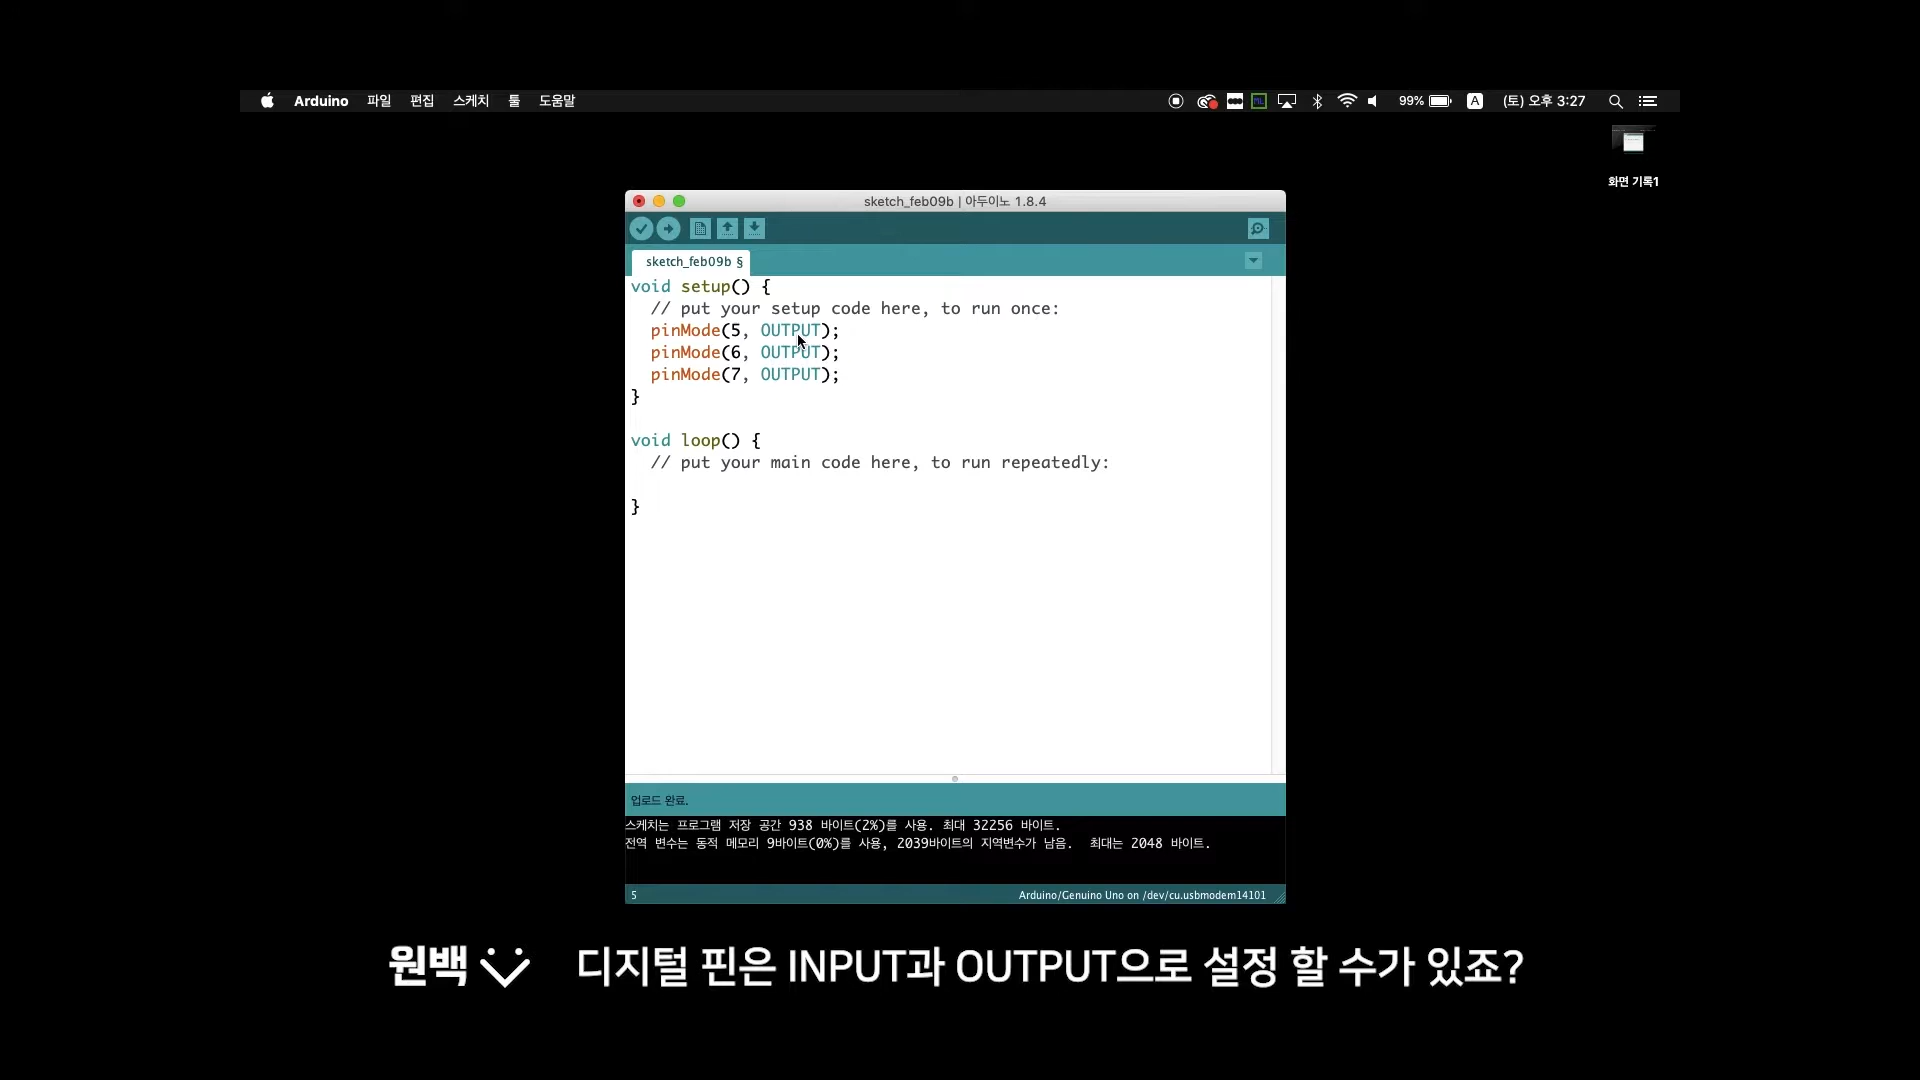 Arduino 파일 편집 스케치 툴 도움말 99% A (토) 오후 3:27
화면 기록1
sketch_feb09b | 아두이노 1.8.4
sketch_feb09b §
void setup() {
// put your setup code here, to run once:
pinMode(5, OUTPUT);
pinMode(6, OUTPUT);
pinMode(7, OUTPUT);
}
void loop() {
// put your main code here, to run repeatedly:
}
업로드 완료.
스케치는 프로그램 저장 공간 938 바이트(2%)를 사용. 최대 32256 바이트.
전역 변수는 동적 메모리 9바이트(0%)를 사용, 2039바이트의 지역변수가 남음. 최대는 2048 바이트.
5 Arduino/Genuino Uno on /dev/cu.usbmodem14101
원백 디지털 핀은 INPUT과 OUTPUT으로 설정 할 수가 있죠?